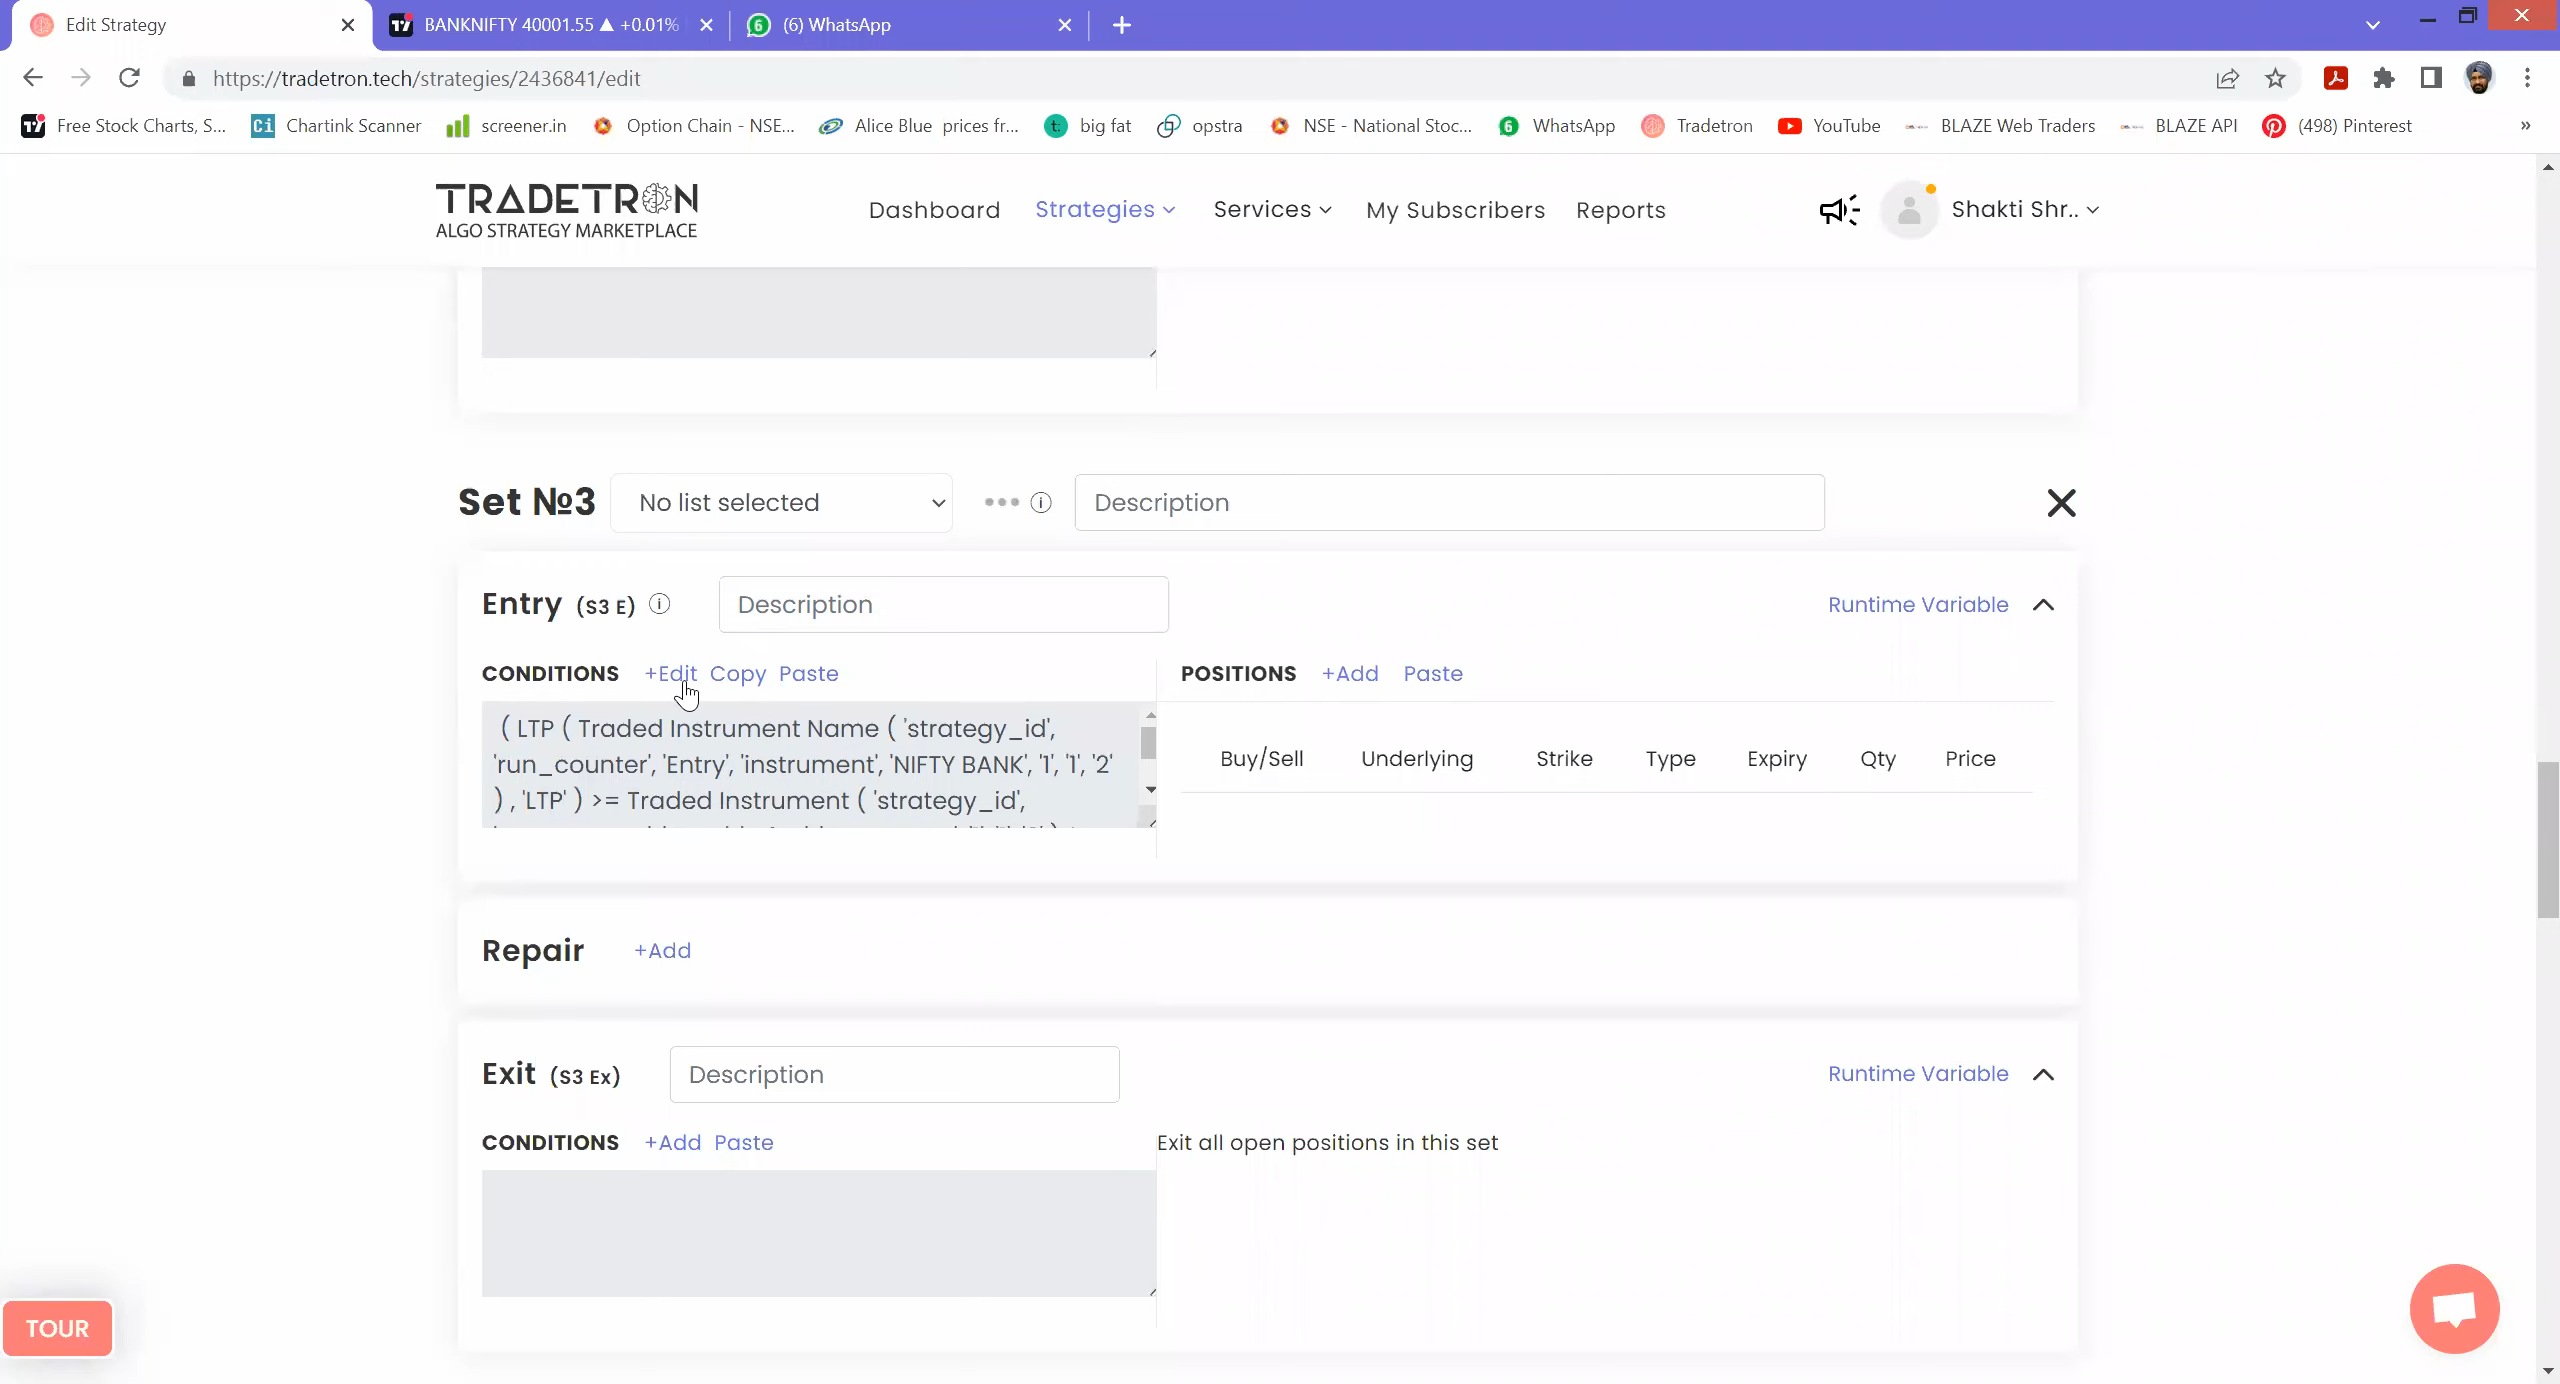 Edit Strategy
BANKNIFTY 40001.55 ▲ +0.01%
(6) WhatsApp
https://tradetron.tech/strategies/2436841/edit
Free Stock Charts, S...
Chartink Scanner
screener.in
Option Chain - NSE...
Alice Blue prices fr...
big fat
opstra
NSE - National Stoc...
WhatsApp
Tradetron
YouTube
BLAZE Web Traders
BLAZE API
(498) Pinterest
»
TRADETRON
ALGO STRATEGY MARKETPLACE
Dashboard
Strategies
Services
My Subscribers
Reports
Shakti Shr..
Set №3
No list selected
Description
Entry (S3 E)
Description
Runtime Variable
CONDITIONS +Edit Copy Paste
POSITIONS +Add Paste
( LTP ( Traded Instrument Name ( 'strategy_id',
'run_counter', 'Entry', 'instrument', 'NIFTY BANK', '1', '1', '2'
) , 'LTP' ) >= Traded Instrument ( 'strategy_id',
Buy/Sell Underlying Strike Type Expiry Qty Price
Repair +Add
Exit (S3 Ex)
Description
Runtime Variable
CONDITIONS +Add Paste
Exit all open positions in this set
TOUR